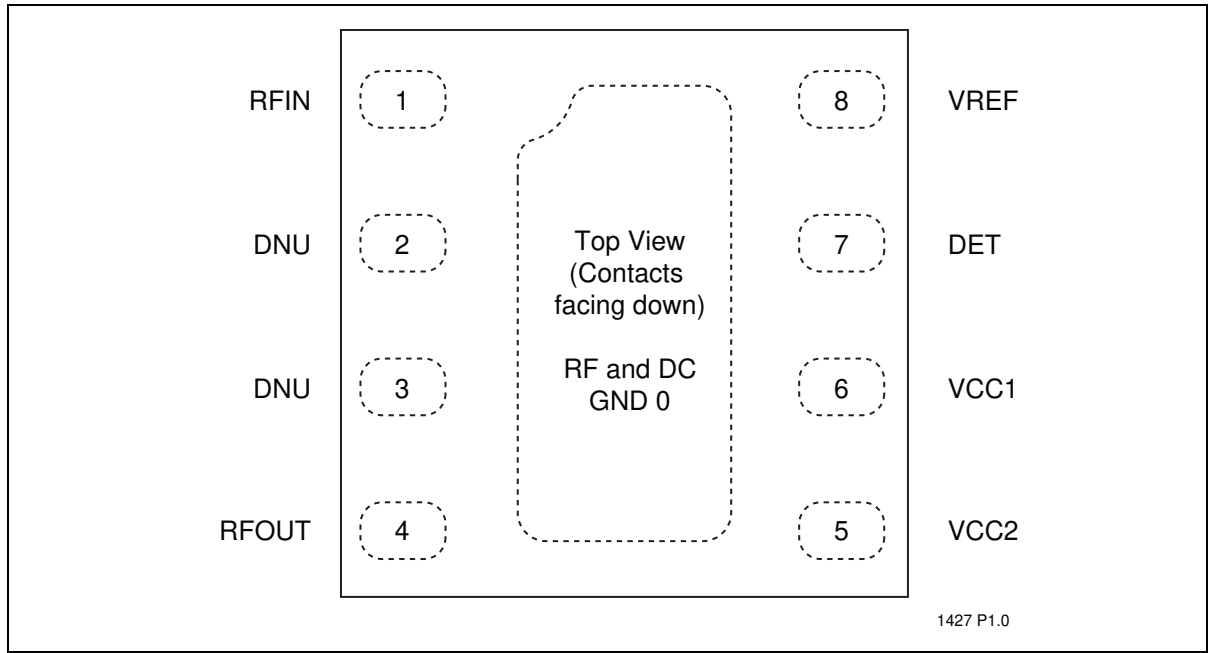 RFIN 1 8 VREF
DNU 2 7 DET
Top View
(Contacts
facing down)
DNU 3 6 VCC1
RF and DC
GND 0
RFOUT 4 5 VCC2
1427 P1.0